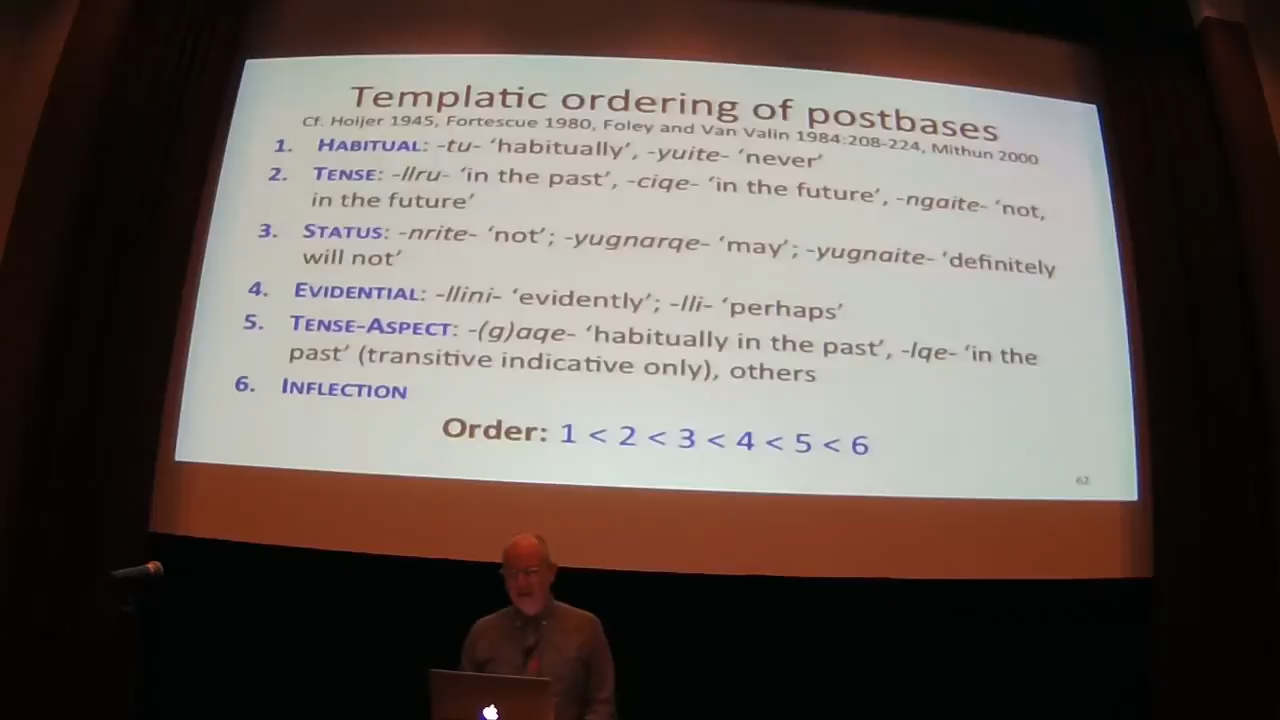 Templatic ordering of postbases
Cf. Hoijer 1945, Fortescue 1980, Foley and Van Valin 1984:208-224, Mithun 2000
1. HABITUAL: -tu- ‘habitually’, -yuite- ‘never’
2. TENSE: -llru- ‘in the past’, -ciqe- ‘in the future’, -ngaite- ‘not,
in the future’
3. STATUS: -nrite- ‘not’; -yugnarqe- ‘may’; -yugnaite- ‘definitely
will not’
4. EVIDENTIAL: -llini- ‘evidently’; -lli- ‘perhaps’
5. TENSE-ASPECT: -(g)aqe- ‘habitually in the past’, -lqe- ‘in the
past’ (transitive indicative only), others
6. INFLECTION
Order: 1 < 2 < 3 < 4 < 5 < 6
62